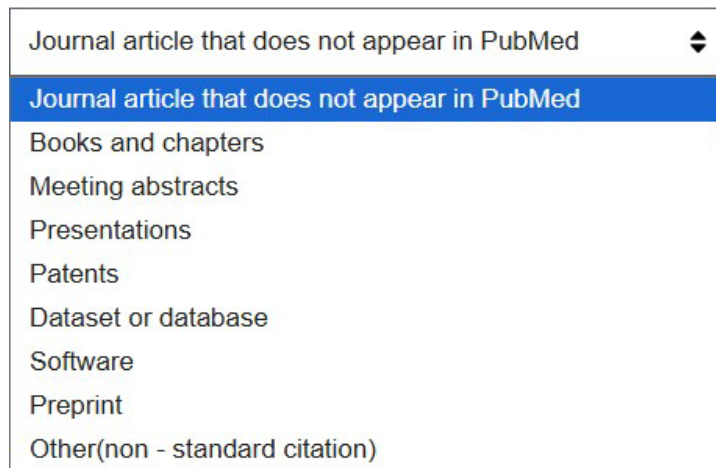 Journal article that does not appear in PubMed
Journal article that does not appear in PubMed
Books and chapters
Meeting abstracts
Presentations
Patents
Dataset or database
Software
Preprint
Other(non - standard citation)